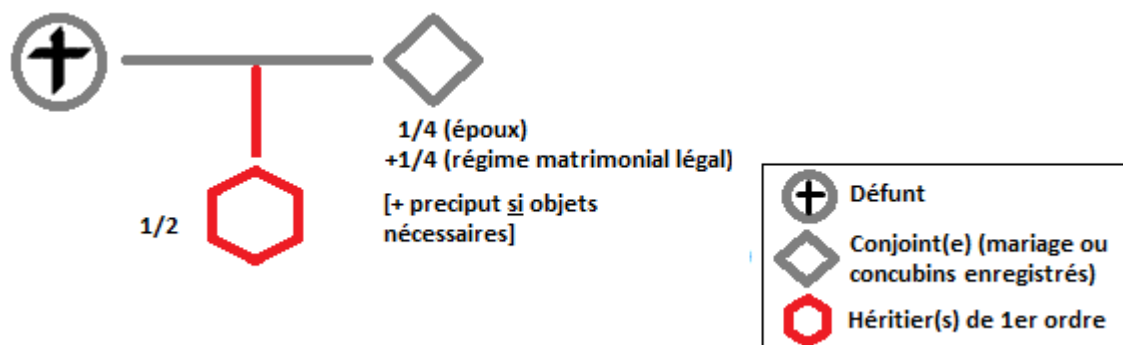 1/4 (époux)
+1/4 (régime matrimonial légal)
[+ preciput si objets
nécessaires]
1/2
Défunt
Conjoint(e) (mariage ou
concubins enregistrés)
Héritier(s) de 1er ordre